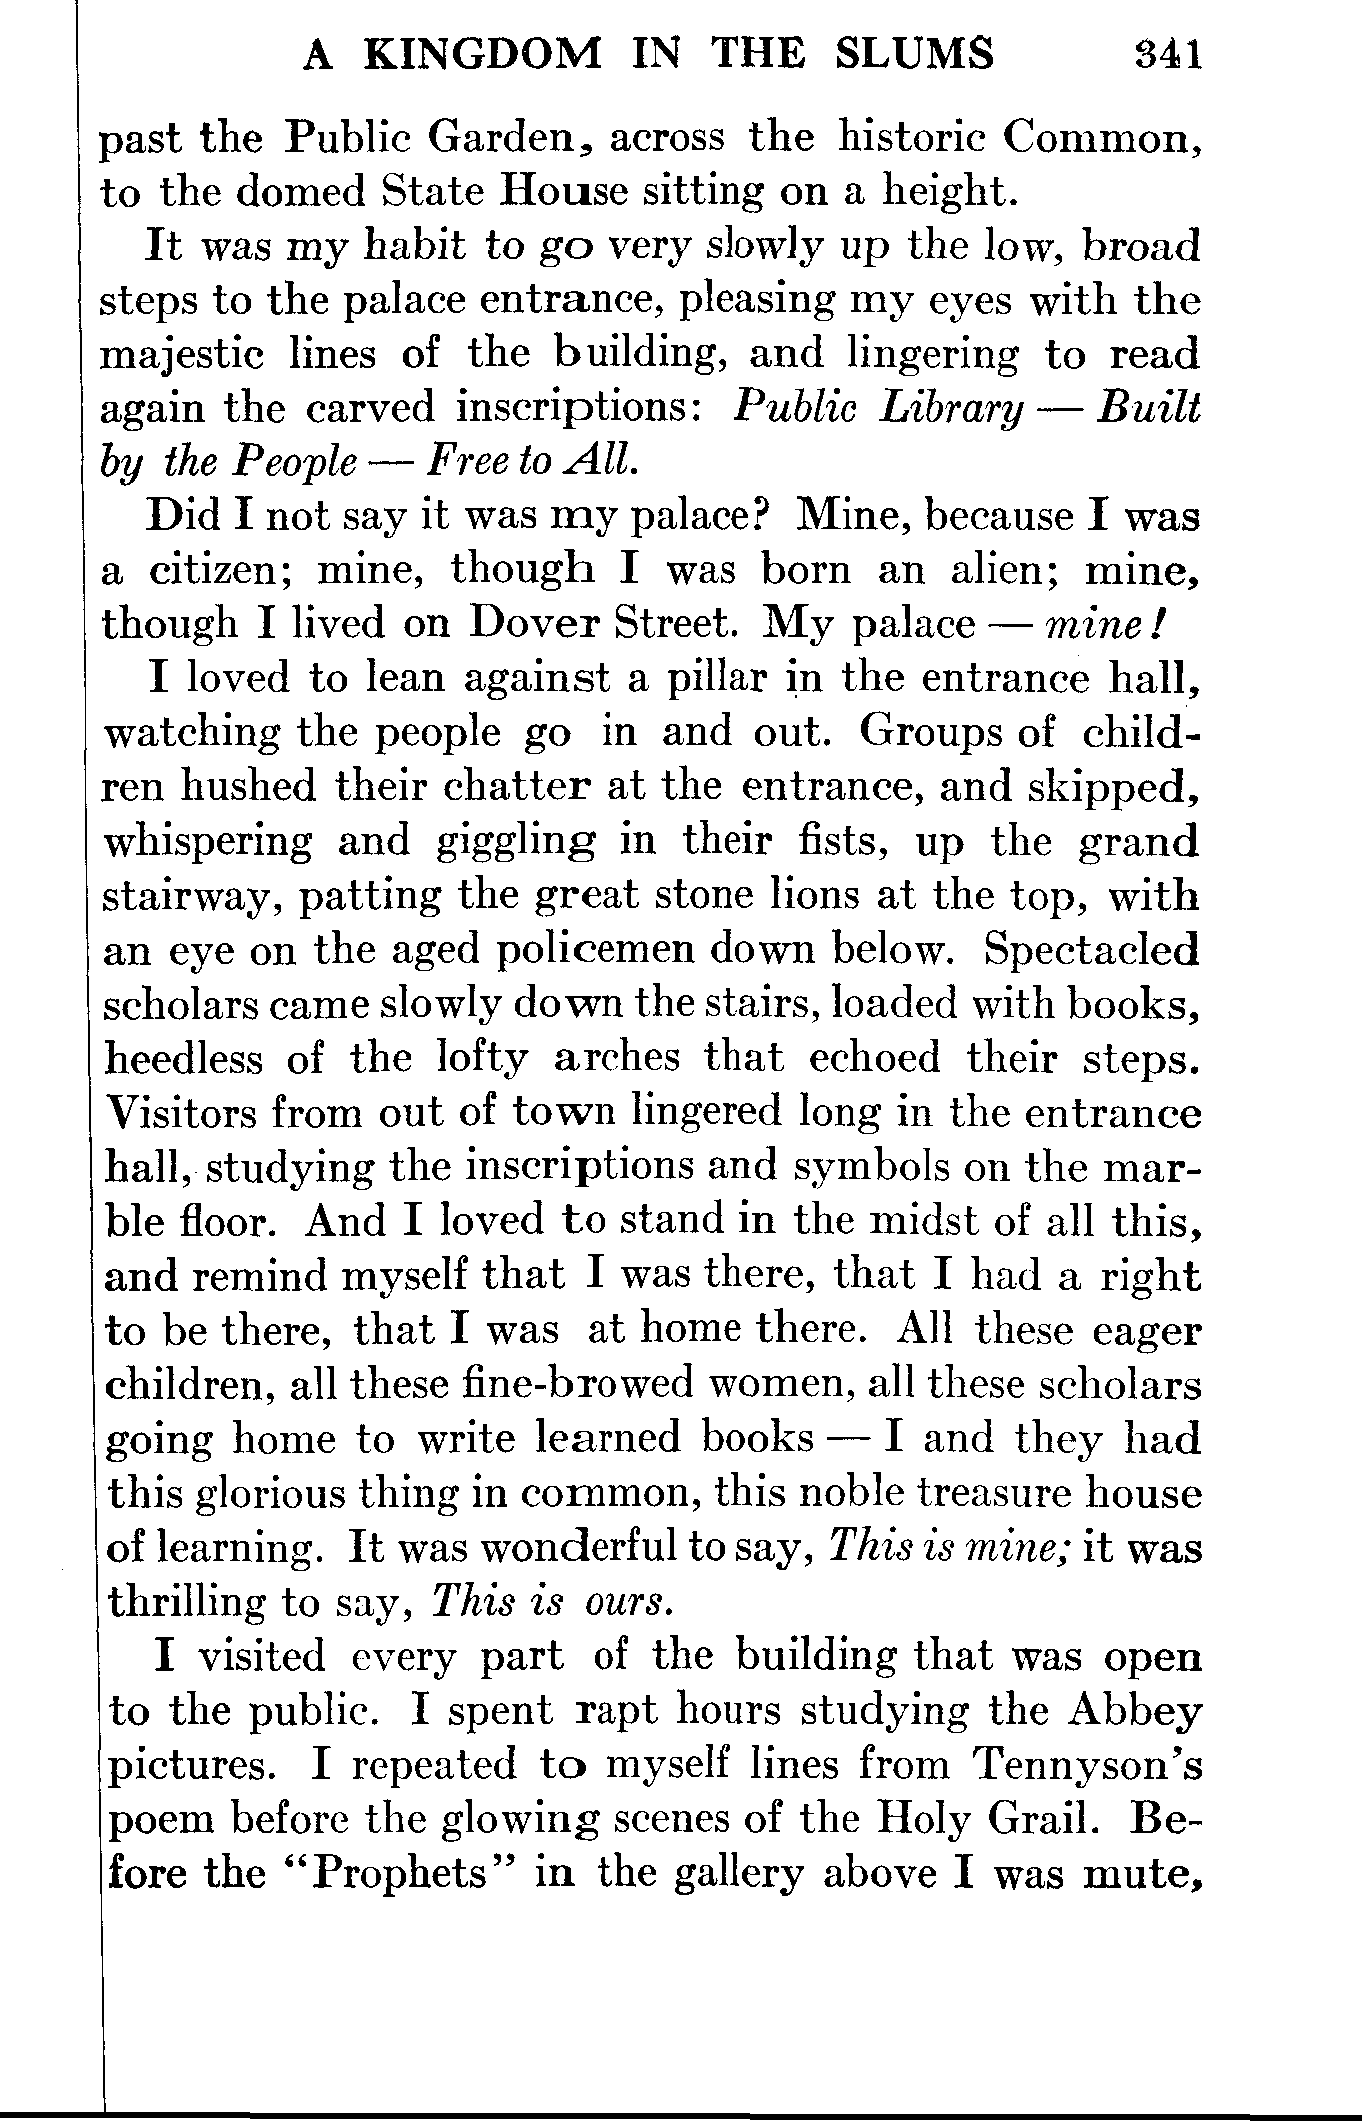 A KINGDOM IN THE SLUMS 341
past the Public Garden, across the historic Common,
to the domed State House sitting on a height.
It was my habit to go very slowly up the low, broad
steps to the palace entrance, pleasing my eyes with the
majestic lines of the building, and lingering to read
again the carved inscriptions: Public Library — Built
by the People — Free to All.
Did I not say it was my palace? Mine, because I was
a citizen; mine, though I was born an alien; mine,
though I lived on Dover Street. My palace — mine!
I loved to lean against a pillar in the entrance hall,
watching the people go in and out. Groups of child-
ren hushed their chatter at the entrance, and skipped,
whispering and giggling in their fists, up the grand
stairway, patting the great stone lions at the top, with
an eye on the aged policemen down below. Spectacled
scholars came slowly down the stairs, loaded with books,
heedless of the lofty arches that echoed their steps.
Visitors from out of town lingered long in the entrance
hall, studying the inscriptions and symbols on the mar-
ble floor. And I loved to stand in the midst of all this,
and remind myself that I was there, that I had a right
to be there, that I was at home there. All these eager
children, all these fine-browed women, all these scholars
going home to write learned books — I and they had
this glorious thing in common, this noble treasure house
of learning. It was wonderful to say, This is mine; it was
thrilling to say, This is ours.
I visited every part of the building that was open
to the public. I spent rapt hours studying the Abbey
pictures. I repeated to myself lines from Tennyson's
poem before the glowing scenes of the Holy Grail. Be-
fore the "Prophets" in the gallery above I was mute,